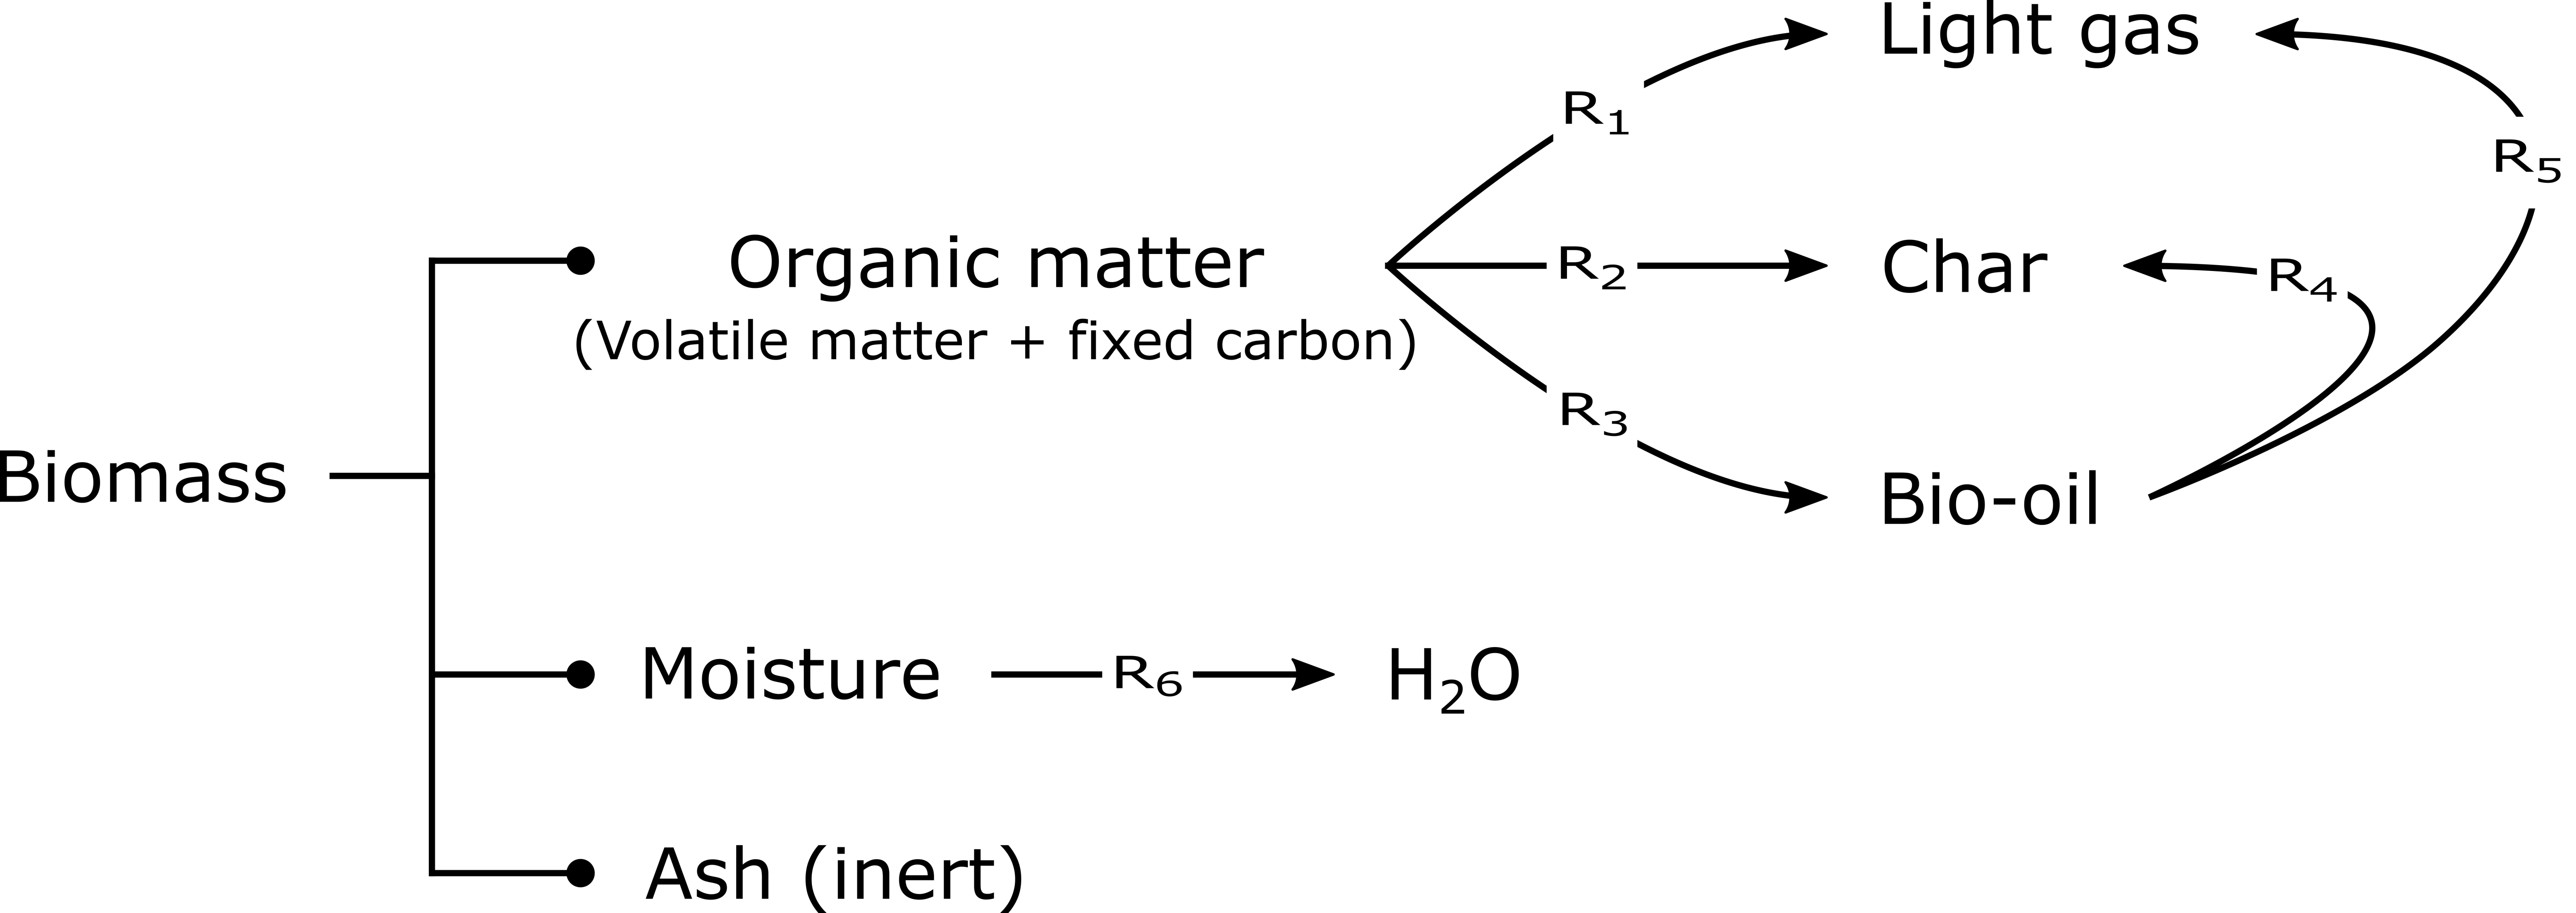 Light gas
R1
R5
Organic matter
R2
Char
R4
(Volatile matter + fixed carbon)
R3
Biomass
Bio-oil
Moisture
R6
H2O
Ash (inert)